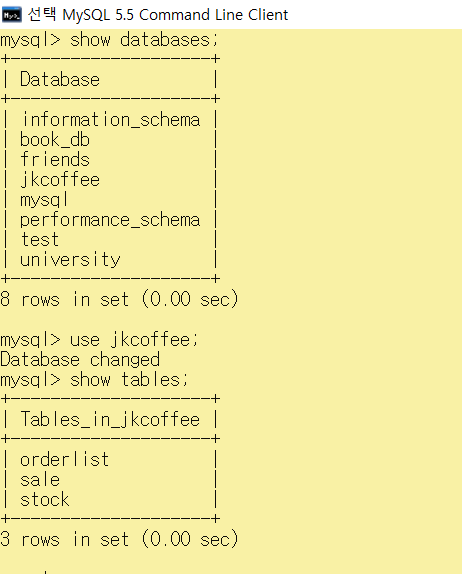 선택 MySQL 5.5 Command Line Client
mysql> show databases;
+--------------------+
| Database           |
+--------------------+
| information_schema |
| book_db            |
| friends            |
| jkcoffee           |
| mysql              |
| performance_schema |
| test               |
| university         |
+--------------------+
8 rows in set (0.00 sec)

mysql> use jkcoffee;
Database changed
mysql> show tables;
+--------------------+
| Tables_in_jkcoffee |
+--------------------+
| orderlist          |
| sale               |
| stock              |
+--------------------+
3 rows in set (0.00 sec)